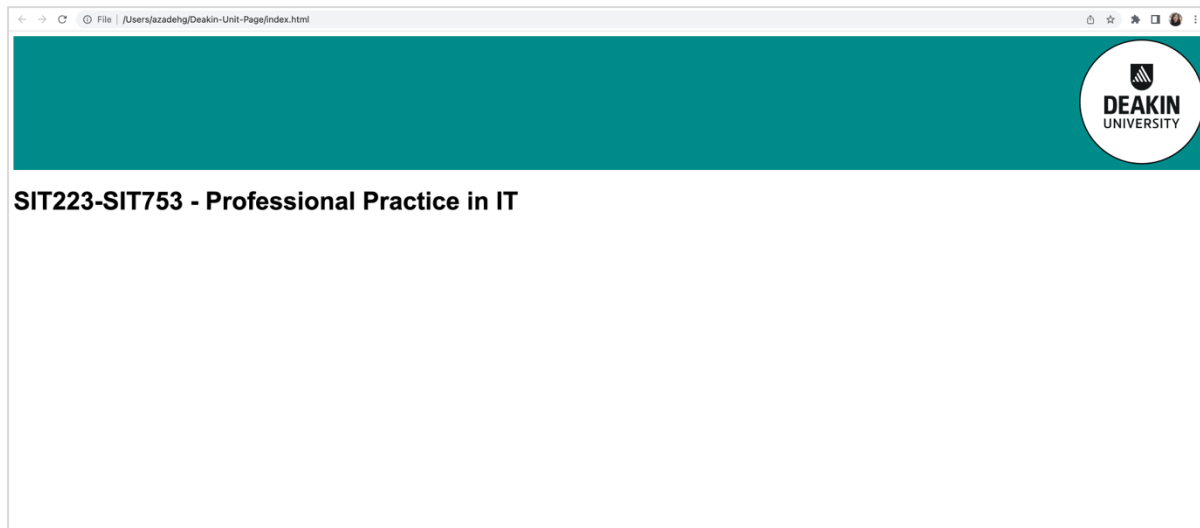 File | /Users/azadehg/Deakin-Unit-Page/index.html
DEAKIN
UNIVERSITY
SIT223-SIT753 - Professional Practice in IT